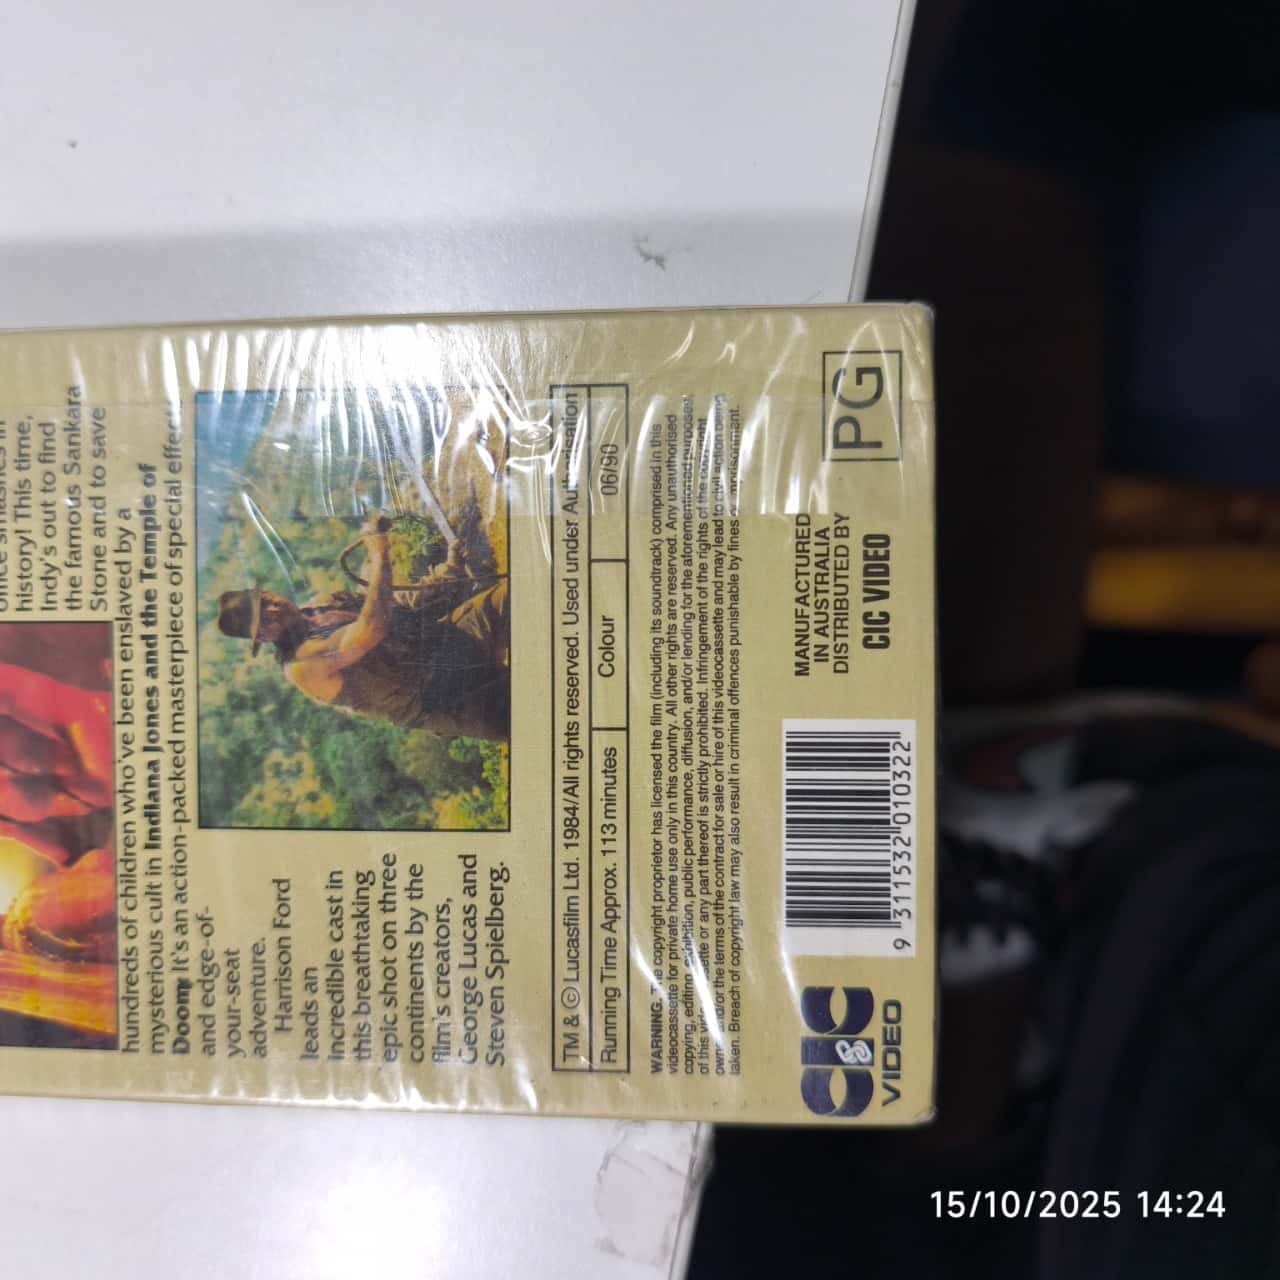 history! This time,
Indy's out to find
the famous Sankara
Stone and to save
hundreds of children who've been enslaved by a
mysterious cult in Indiana Jones and the Temple of
Doom. It's an action-packed masterpiece of special effects
and edge-of-
your-seat
adventure.
Harrison Ford
leads an
incredible cast in
this breathtaking
epic shot on three
continents by the
film's creators,
George Lucas and
Steven Spielberg.
TM & © Lucasfilm Ltd. 1984/All rights reserved. Used under Authorisation
Running Time Approx. 113 minutes Colour 06/90
WARNING. The copyright proprietor has licensed the film (including its soundtrack) comprised in this
videocassette for private home use only in this country. All other rights are reserved. Any unauthorised
copying, editing, exhibition, public performance, diffusion, and/or lending for the aforementioned purposes,
of this videocassette or any part thereof is strictly prohibited. Infringement of the rights of the copyright
owner and/or the terms of the contract for sale or hire of this videocassette and may lead to civil action being
taken. Breach of copyright law may also result in criminal offences punishable by fines or imprisonment.
CIC
VIDEO
9 311532 010322
MANUFACTURED
IN AUSTRALIA
DISTRIBUTED BY
CIC VIDEO
PG
15/10/2025 14:24